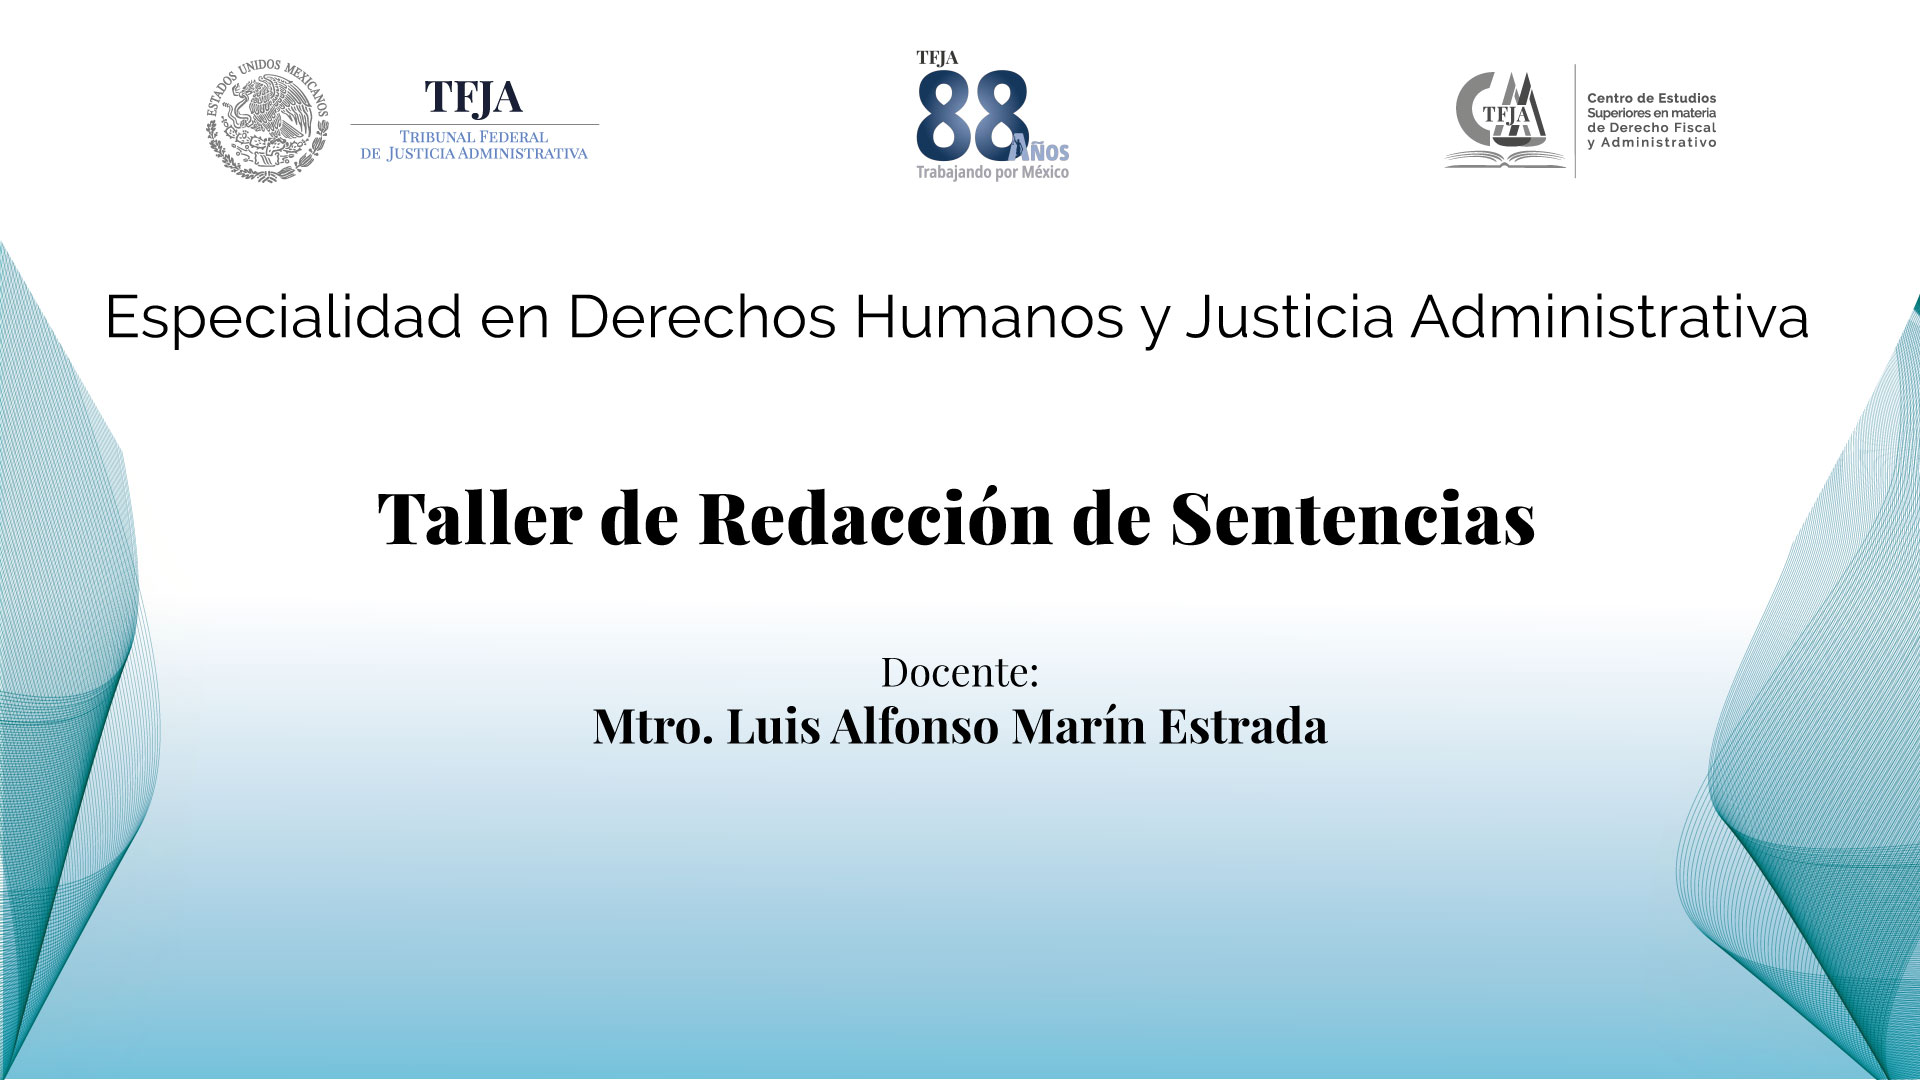 ESTADOS UNIDOS MEXICANOS
TFJA
TRIBUNAL FEDERAL
DE JUSTICIA ADMINISTRATIVA
TFJA
88
AÑOS
Trabajando por México
TFJA
Centro de Estudios
Superiores en materia
de Derecho Fiscal
y Administrativo
Especialidad en Derechos Humanos y Justicia Administrativa
Taller de Redacción de Sentencias
Docente:
Mtro. Luis Alfonso Marín Estrada